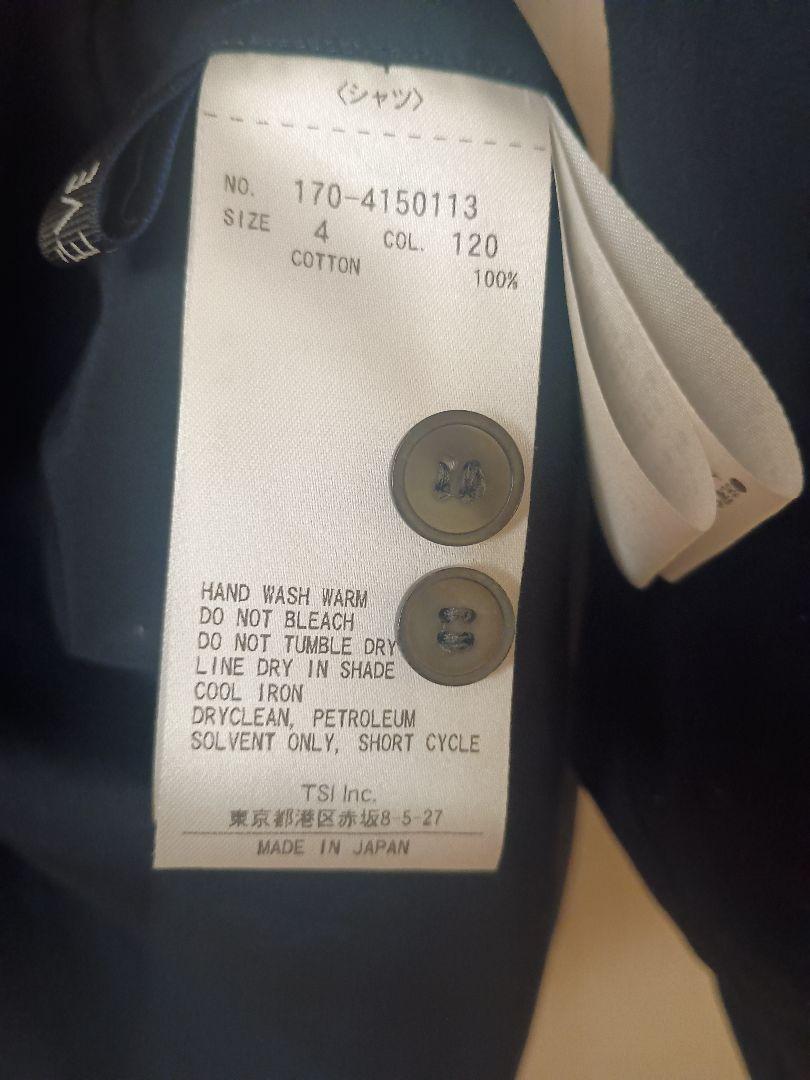 〈シャツ〉
NO. 170-4150113
SIZE 4 COL. 120
COTTON 100%
HAND WASH WARM
DO NOT BLEACH
DO NOT TUMBLE DRY
LINE DRY IN SHADE
COOL IRON
DRYCLEAN, PETROLEUM
SOLVENT ONLY, SHORT CYCLE
TSI Inc.
東京都港区赤坂8-5-27
MADE IN JAPAN